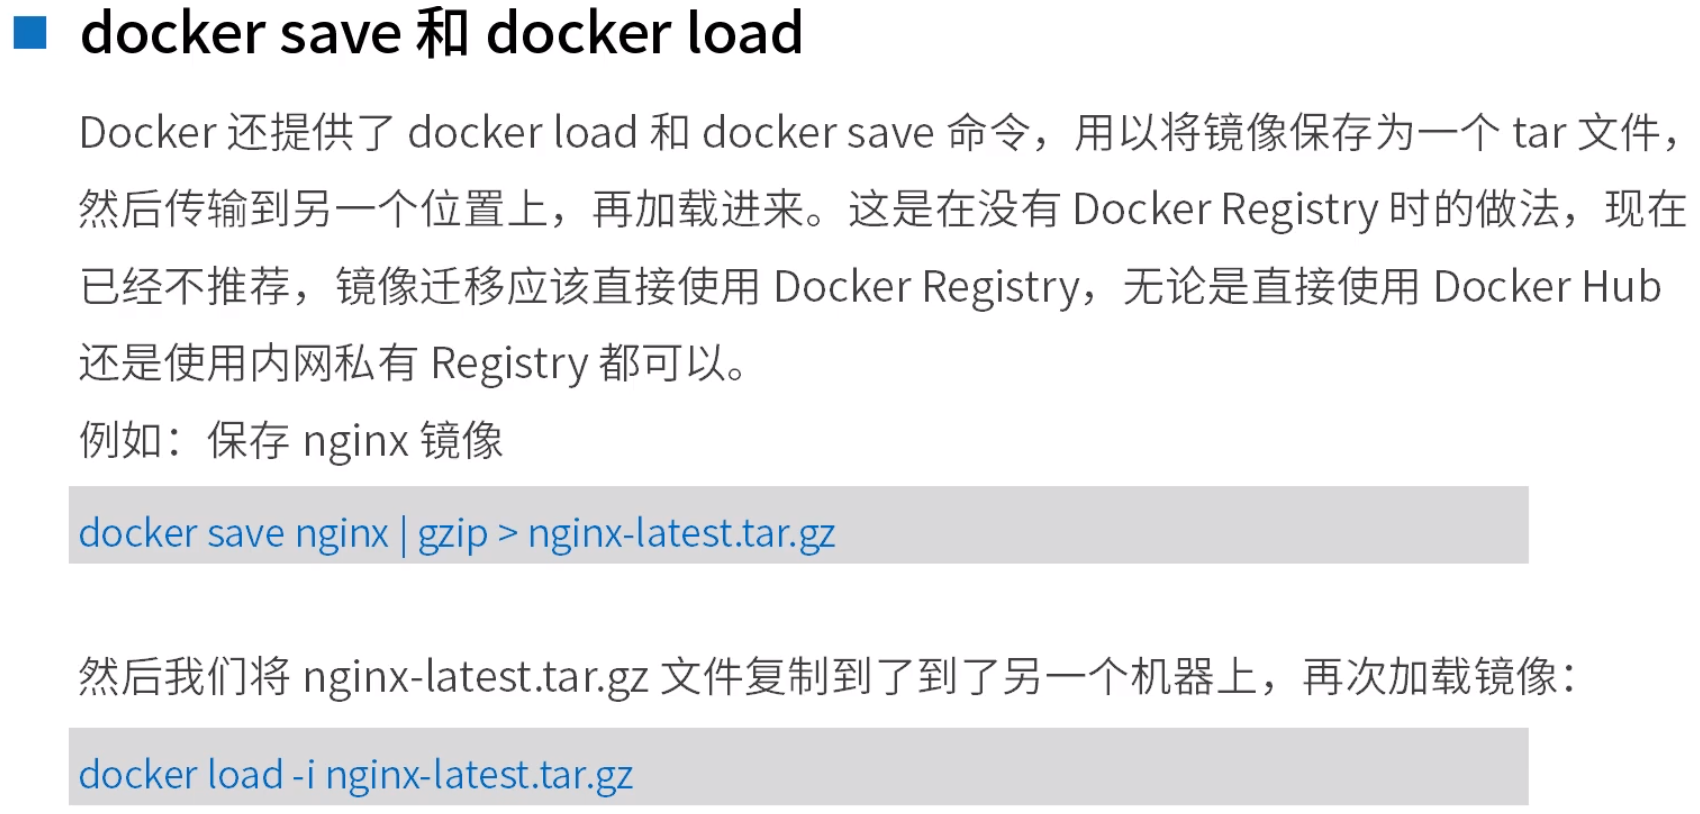 docker save 和 docker load
Docker 还提供了 docker load 和 docker save 命令，用以将镜像保存为一个 tar 文件，
然后传输到另一个位置上，再加载进来。这是在没有 Docker Registry 时的做法，现在
已经不推荐，镜像迁移应该直接使用 Docker Registry，无论是直接使用 Docker Hub
还是使用内网私有 Registry 都可以。
例如：保存 nginx 镜像
docker save nginx | gzip > nginx-latest.tar.gz
然后我们将 nginx-latest.tar.gz 文件复制到了到了另一个机器上，再次加载镜像：
docker load -i nginx-latest.tar.gz